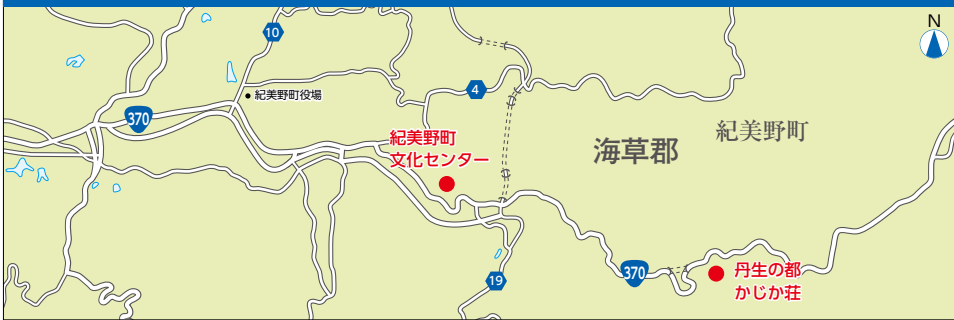 N
10
紀美野町役場
370
4
紀美野町
文化センター
海草郡
紀美野町
19
370
丹生の都
かじか荘